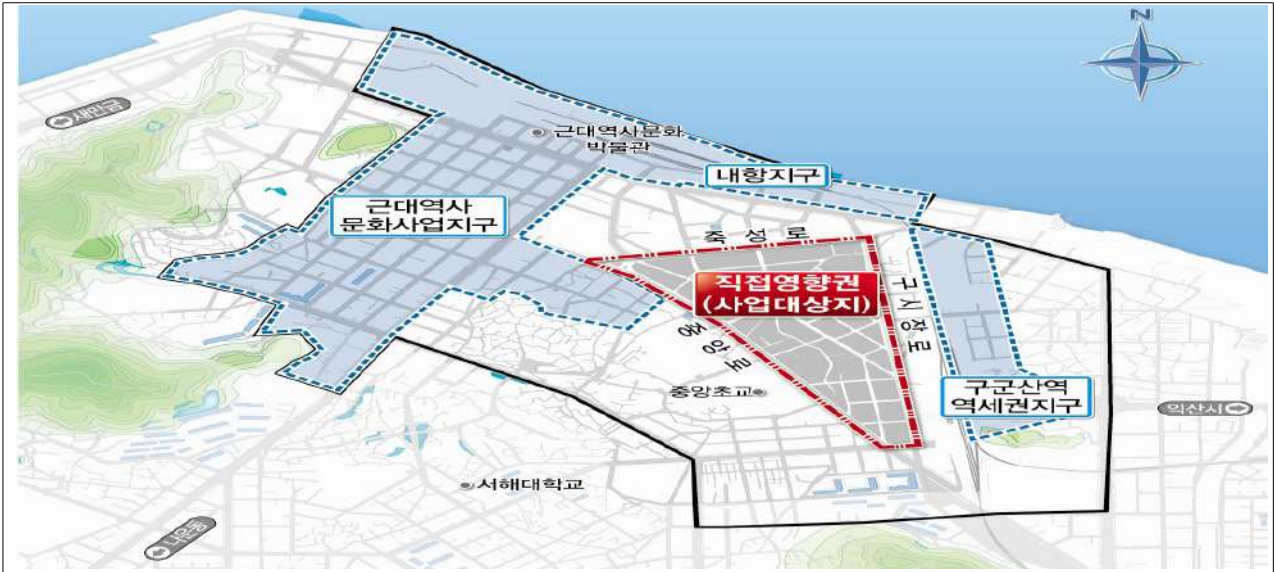 N
새만금
근대역사문화
박물관
내항지구
근대역사
문화사업지구
죽성로
직접영향권
(사업대상지)
구시장로
중앙로
중앙초교
구군산역
역세권지구
익산시
서해대학교
나운동